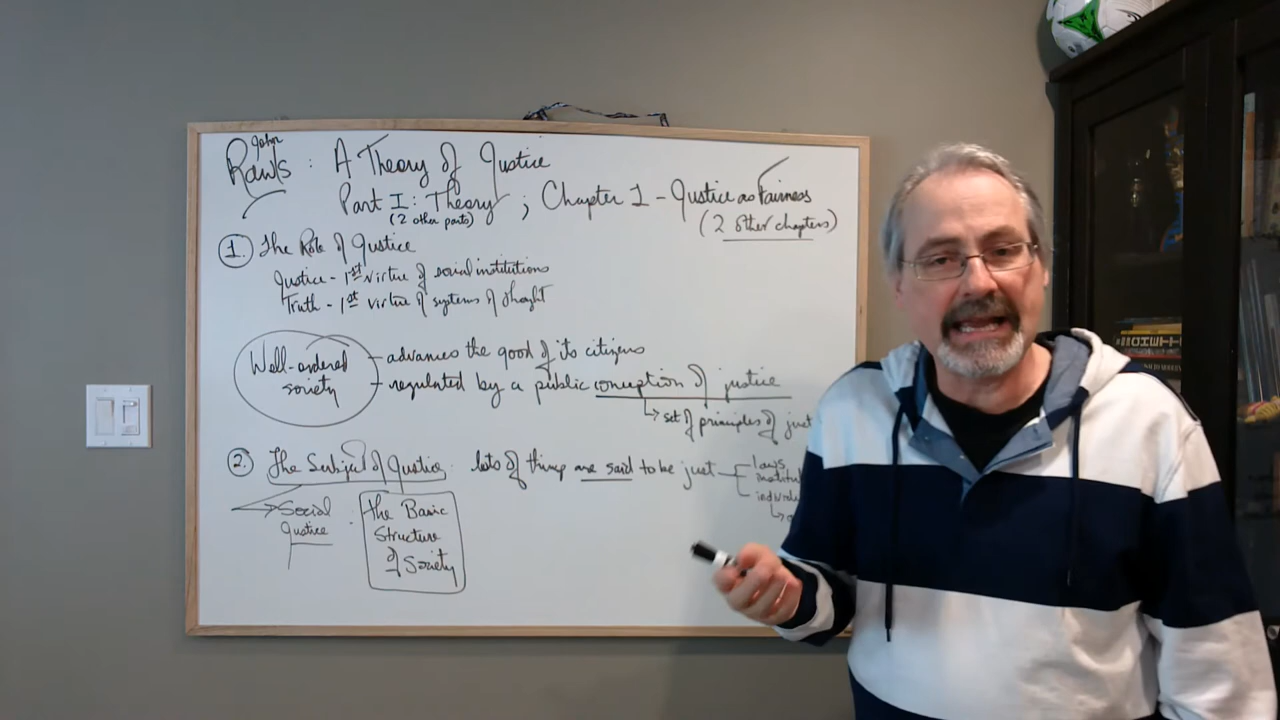 John
Rawls : A Theory of Justice
Part I: Theory ; Chapter 1 - Justice as Fairness
(2 other parts)
(2 other chapters)
1. The Role of Justice
Justice - 1st virtue of social institutions
Truth - 1st virtue of systems of thought
Well-ordered society
- advances the good of its citizens
- regulated by a public conception of justice
→ set of principles of just
2. The Subject of Justice: lots of things are said to be just
laws
institut
individu
Social Justice
the Basic
Structure
of Society